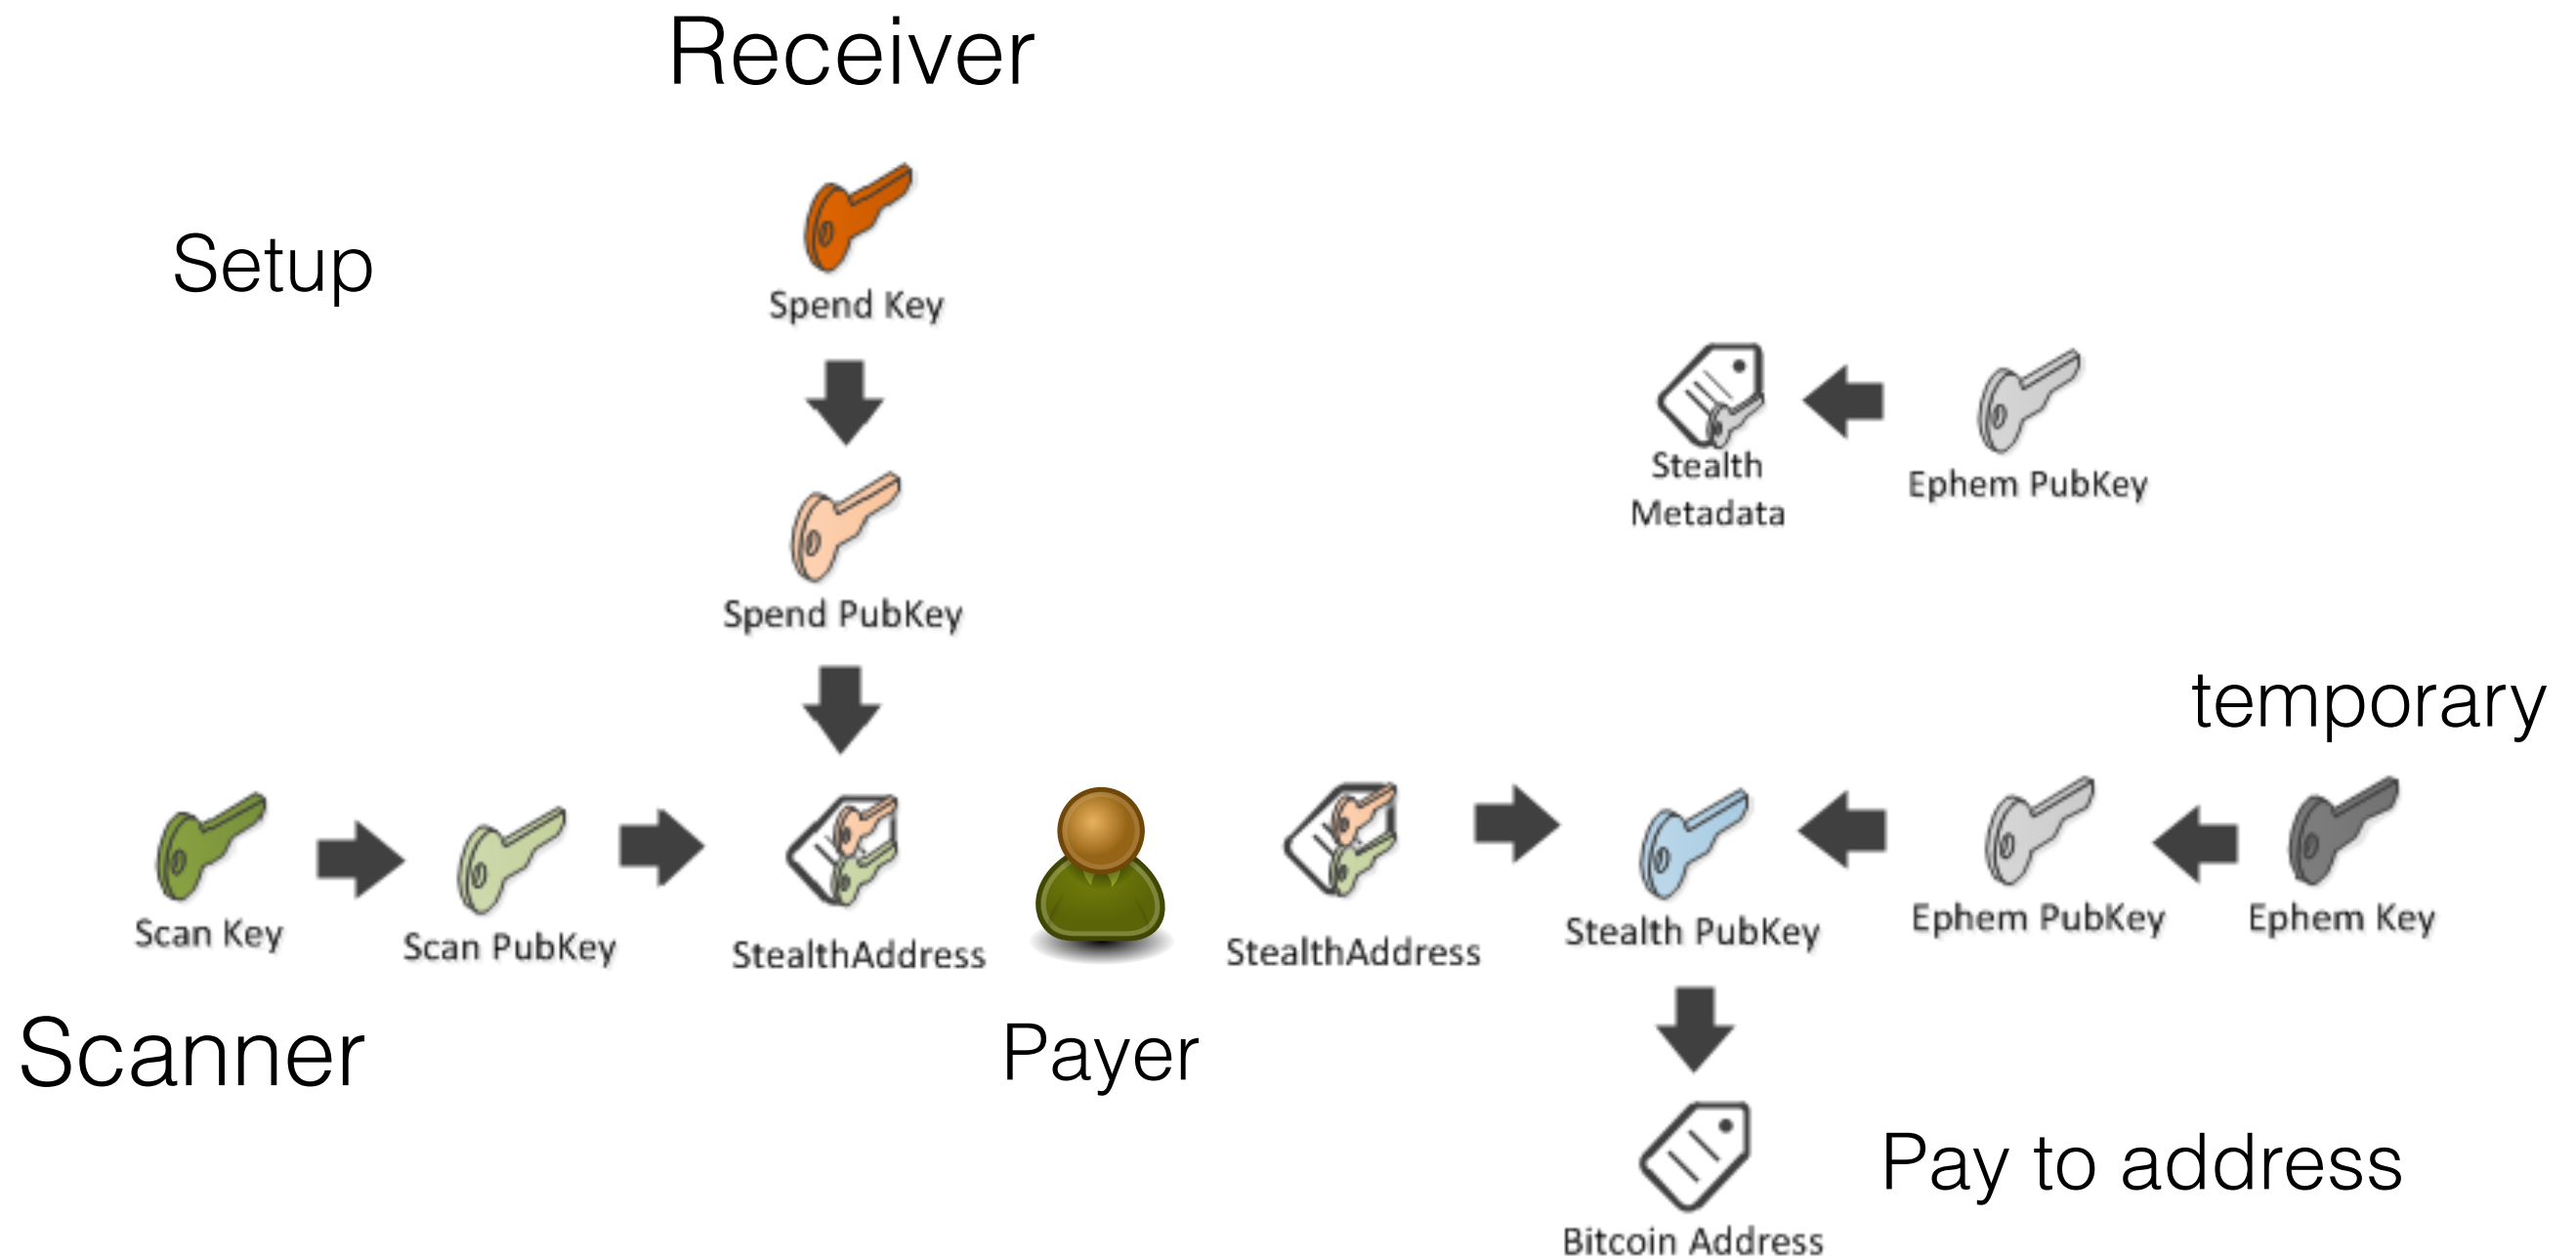 Receiver
Setup
Spend Key
Stealth
Metadata
Ephem PubKey
Spend PubKey
temporary
Scan Key
Scan PubKey
StealthAddress
StealthAddress
Stealth PubKey
Ephem PubKey
Ephem Key
Scanner
Payer
Pay to address
Bitcoin Address